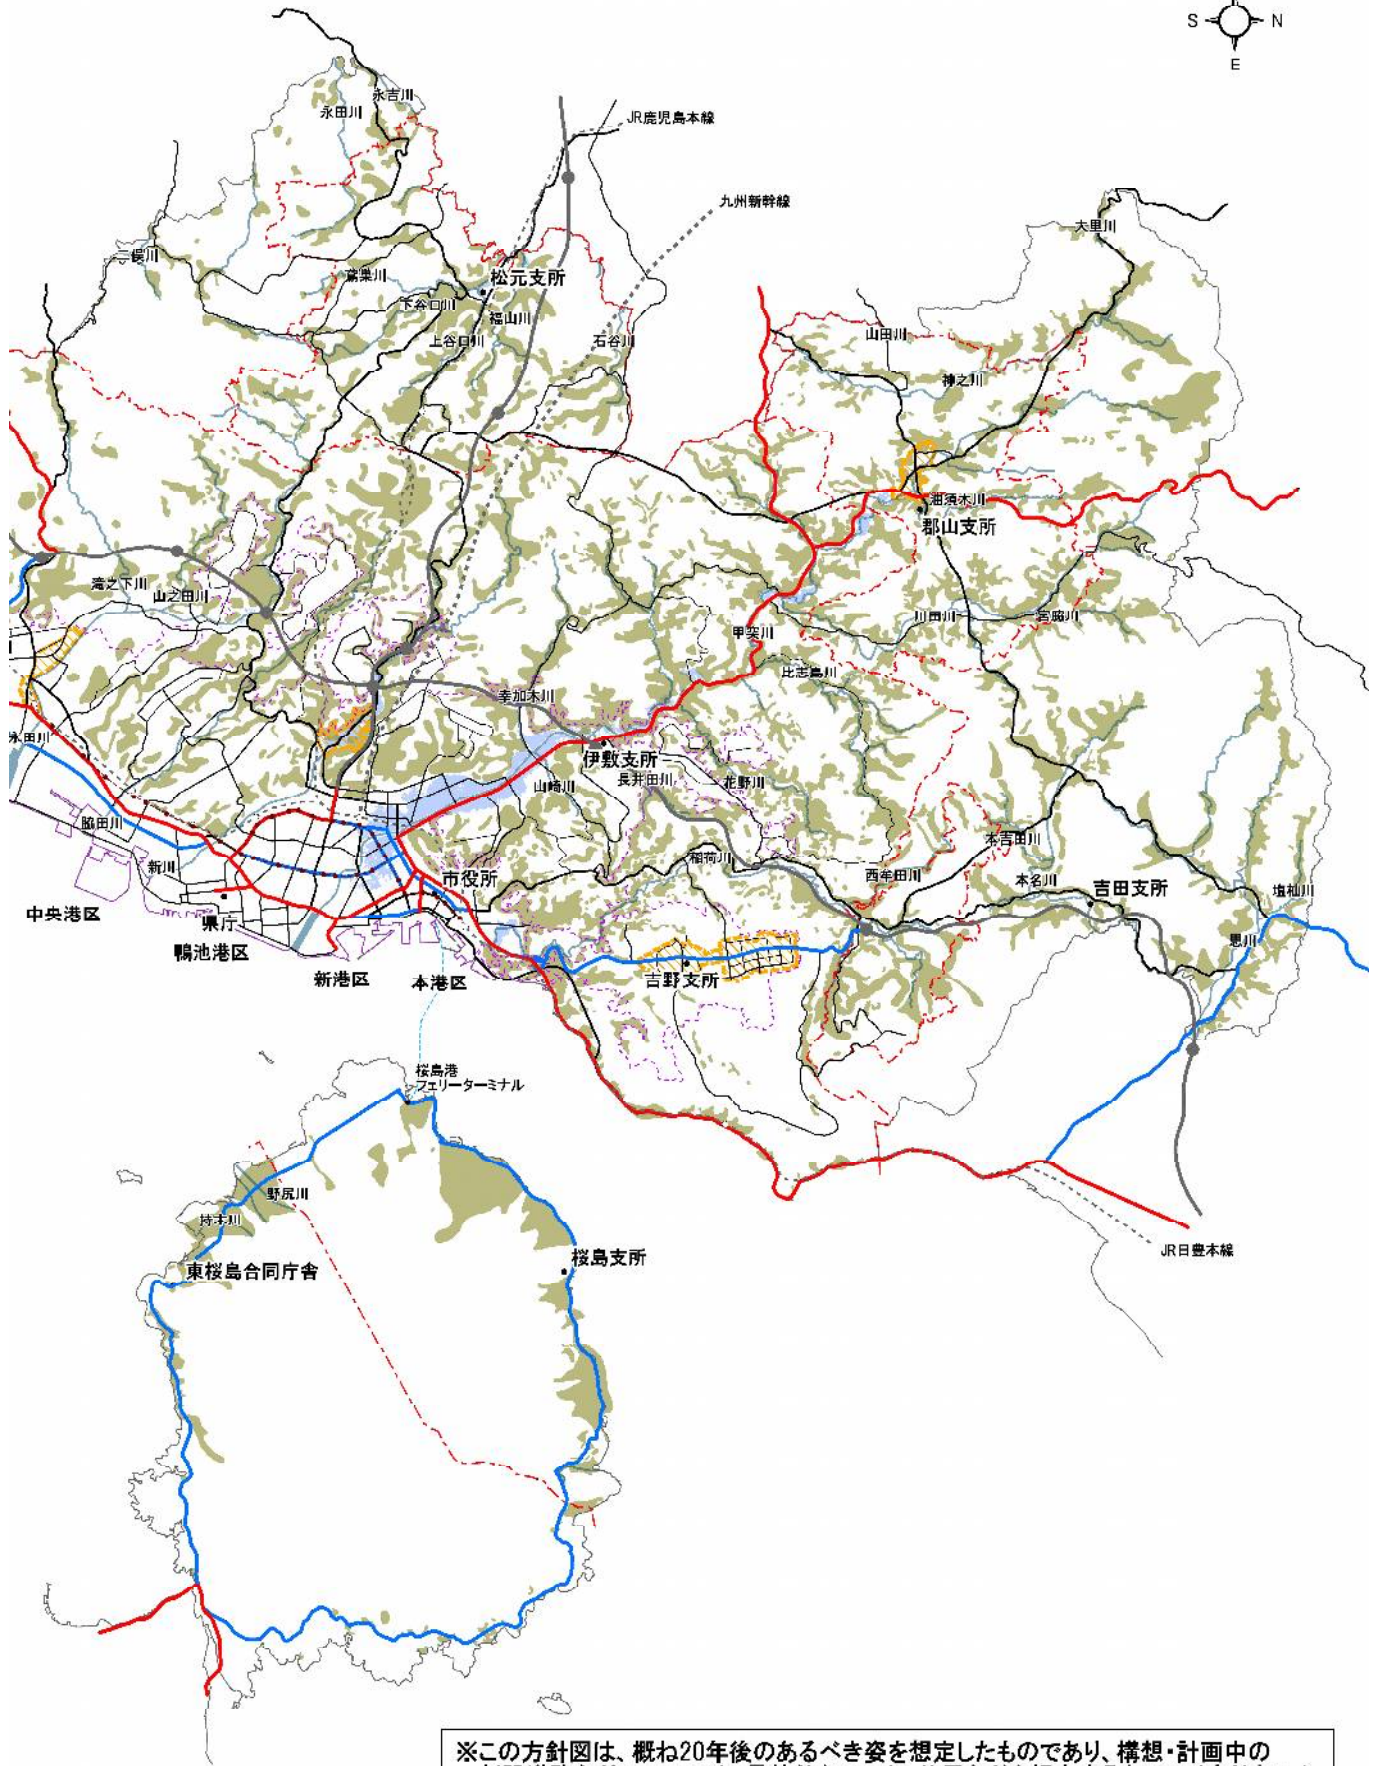 S N
E
永吉川
永田川
JR鹿児島本線
九州新幹線
大里川
二俣川
松元支所
鳶巣川
下谷口川
福山川
上谷口川
石谷川
山田川
神之川
油須木川
郡山支所
滝之下川
山之田川
川田川
宮脇川
甲突川
比志島川
幸加木川
永田川
伊敷支所
長井田川
花野川
山崎川
脇田川
新川
稲荷川
本吉田川
西牟田川
本名川
吉田支所
塩杣川
思川
市役所
中央港区
県庁
鴨池港区
新港区
本港区
吉野支所
桜島港
フェリーターミナル
野尻川
持木川
東桜島合同庁舎
桜島支所
JR日豊本線
※この方針図は、概ね20年後のあるべき姿を想定したものであり、構想・計画中の